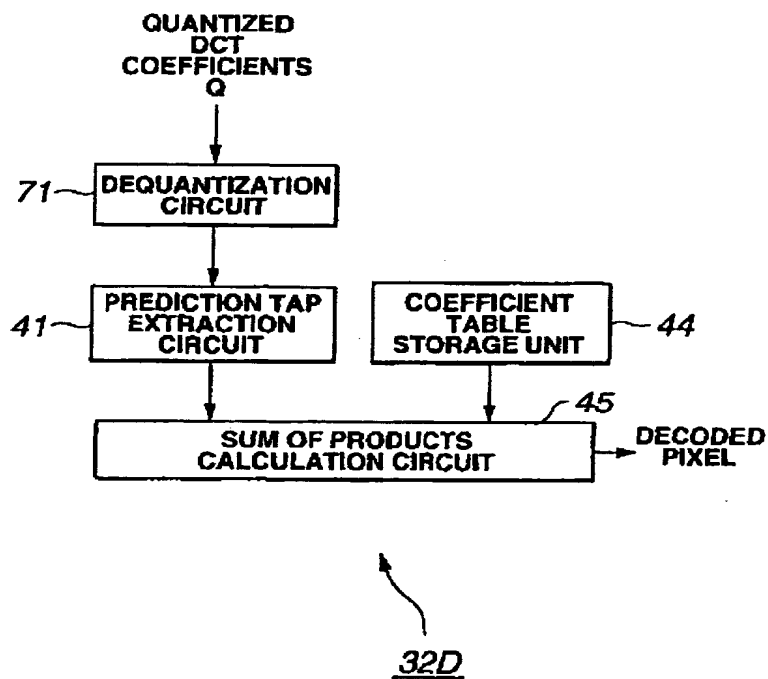 QUANTIZED
DCT
COEFFICIENTS
Q
71
DEQUANTIZATION
CIRCUIT
41
PREDICTION TAP
EXTRACTION
CIRCUIT
COEFFICIENT
TABLE
STORAGE UNIT
44
45
SUM OF PRODUCTS
CALCULATION CIRCUIT
DECODED
PIXEL
32D